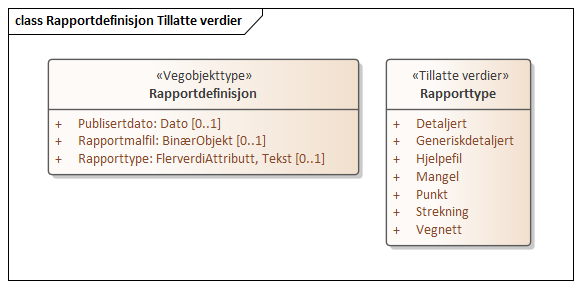 class Rapportdefinisjon Tillatte verdier
«Vegobjekttype»
Rapportdefinisjon
+ Publisertdato: Dato [0..1]
+ Rapportmalfil: BinærObjekt [0..1]
+ Rapporttype: FlerverdiAttributt, Tekst [0..1]
«Tillatte verdier»
Rapporttype
+ Detaljert
+ Generiskdetaljert
+ Hjelpefil
+ Mangel
+ Punkt
+ Strekning
+ Vegnett